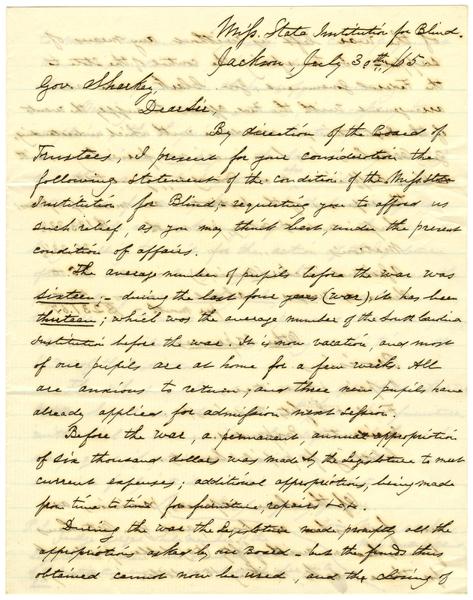 Miss. State Institution for Blind.
Jackson, July 30th, /65
Gov. Sharkey,
Dear Sir,
By direction of the Board of
Trustees, I present for your consideration the
following statement of the condition of the Miss. State
Institution for Blind,- requesting you to afford us
such relief, as you may think best, under the present
condition of affairs.
The average number of pupils before the war was
sixteen;- during the last four years (war), it has been
thirteen; which was the average number of the South Carolina
Institution before the war. It is now vacation, and most
of our pupils are at home for a few weeks. All
are anxious to return, and three new pupils have
already applied for admission next session.
Before the war, a permanent, annual appropriation
of six thousand dollars was made by the Legislature to meet
current expenses; additional appropriations, being made
from time to time for furniture, repairs &c.
During the war the Legislature made promptly all the
appropriations asked by our Board - but the funds thus
obtained cannot now be used, and the closing of